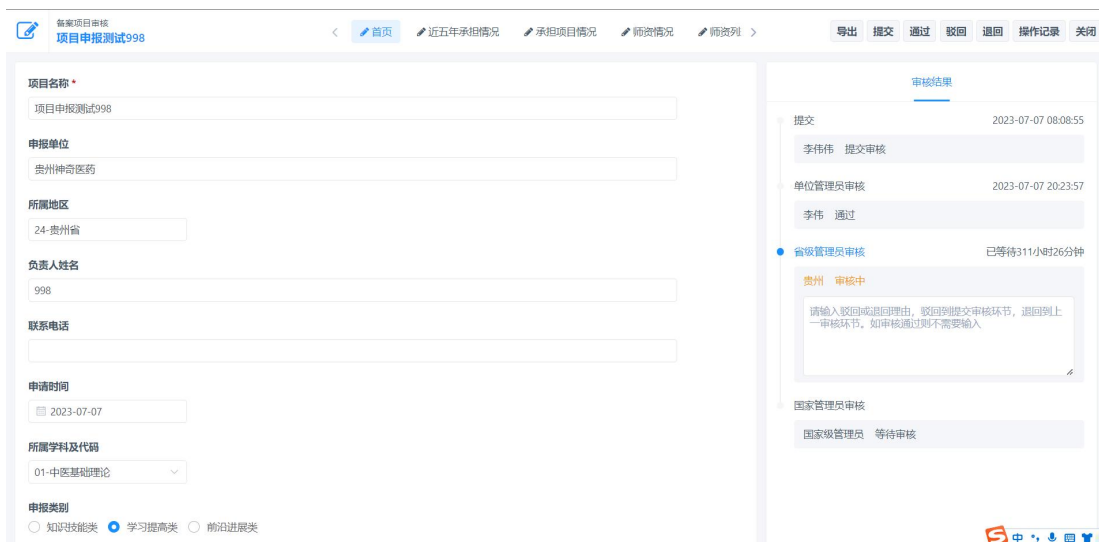 备案项目审核
项目申报测试998
首页
近五年承担情况
承担项目情况
师资情况
师资列
导出
提交
通过
驳回
退回
操作记录
关闭
项目名称 *
项目申报测试998
申报单位
贵州神奇医药
所属地区
24-贵州省
负责人姓名
998
联系电话
申请时间
2023-07-07
所属学科及代码
01-中医基础理论
申报类别
知识技能类
学习提高类
前沿进展类
审核结果
提交 2023-07-07 08:08:55
李伟伟 提交审核
单位管理员审核 2023-07-07 20:23:57
李伟 通过
省级管理员审核 已等待311小时26分钟
贵州 审核中
请输入驳回或退回理由，驳回到提交审核环节，退回到上
一审核环节。如审核通过则不需要输入
国家管理员审核
国家级管理员 等待审核
中